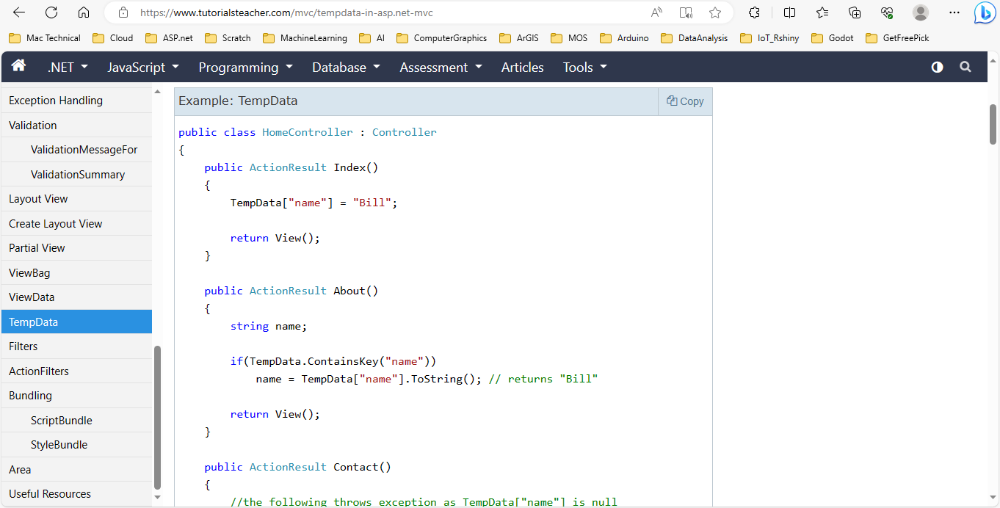 https://www.tutorialsteacher.com/mvc/tempdata-in-asp.net-mvc
Mac Technical Cloud ASP.net Scratch MachineLearning AI ComputerGraphics ArGIS MOS Arduino DataAnalysis IoT_Rshiny Godot GetFreePick
.NET JavaScript Programming Database Assessment Articles Tools
Exception Handling
Validation
ValidationMessageFor
ValidationSummary
Layout View
Create Layout View
Partial View
ViewBag
ViewData
TempData
Filters
ActionFilters
Bundling
ScriptBundle
StyleBundle
Area
Useful Resources
Example: TempData Copy
public class HomeController : Controller
{
    public ActionResult Index()
    {
        TempData["name"] = "Bill";
        return View();
    }
    public ActionResult About()
    {
        string name;
        if(TempData.ContainsKey("name"))
            name = TempData["name"].ToString(); // returns "Bill"
        return View();
    }
    public ActionResult Contact()
    {
        //the following throws exception as TempData["name"] is null